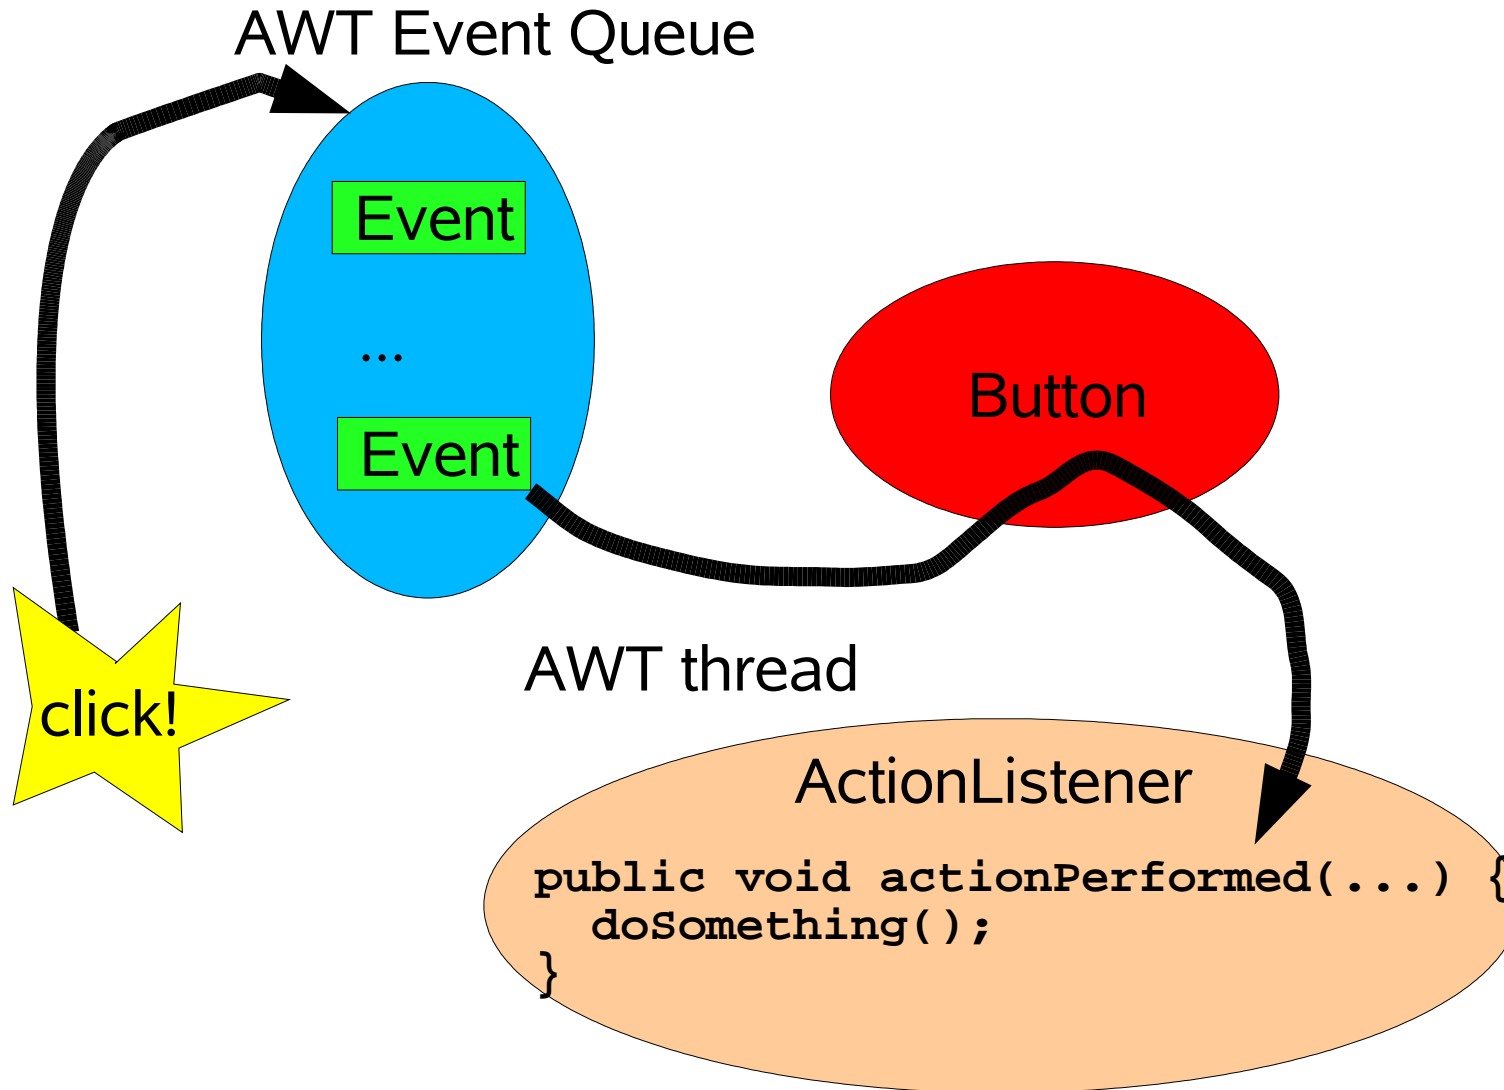 AWT Event Queue
Event
...
Event
Button
click!
AWT thread
ActionListener
public void actionPerformed(...) {
doSomething();
}